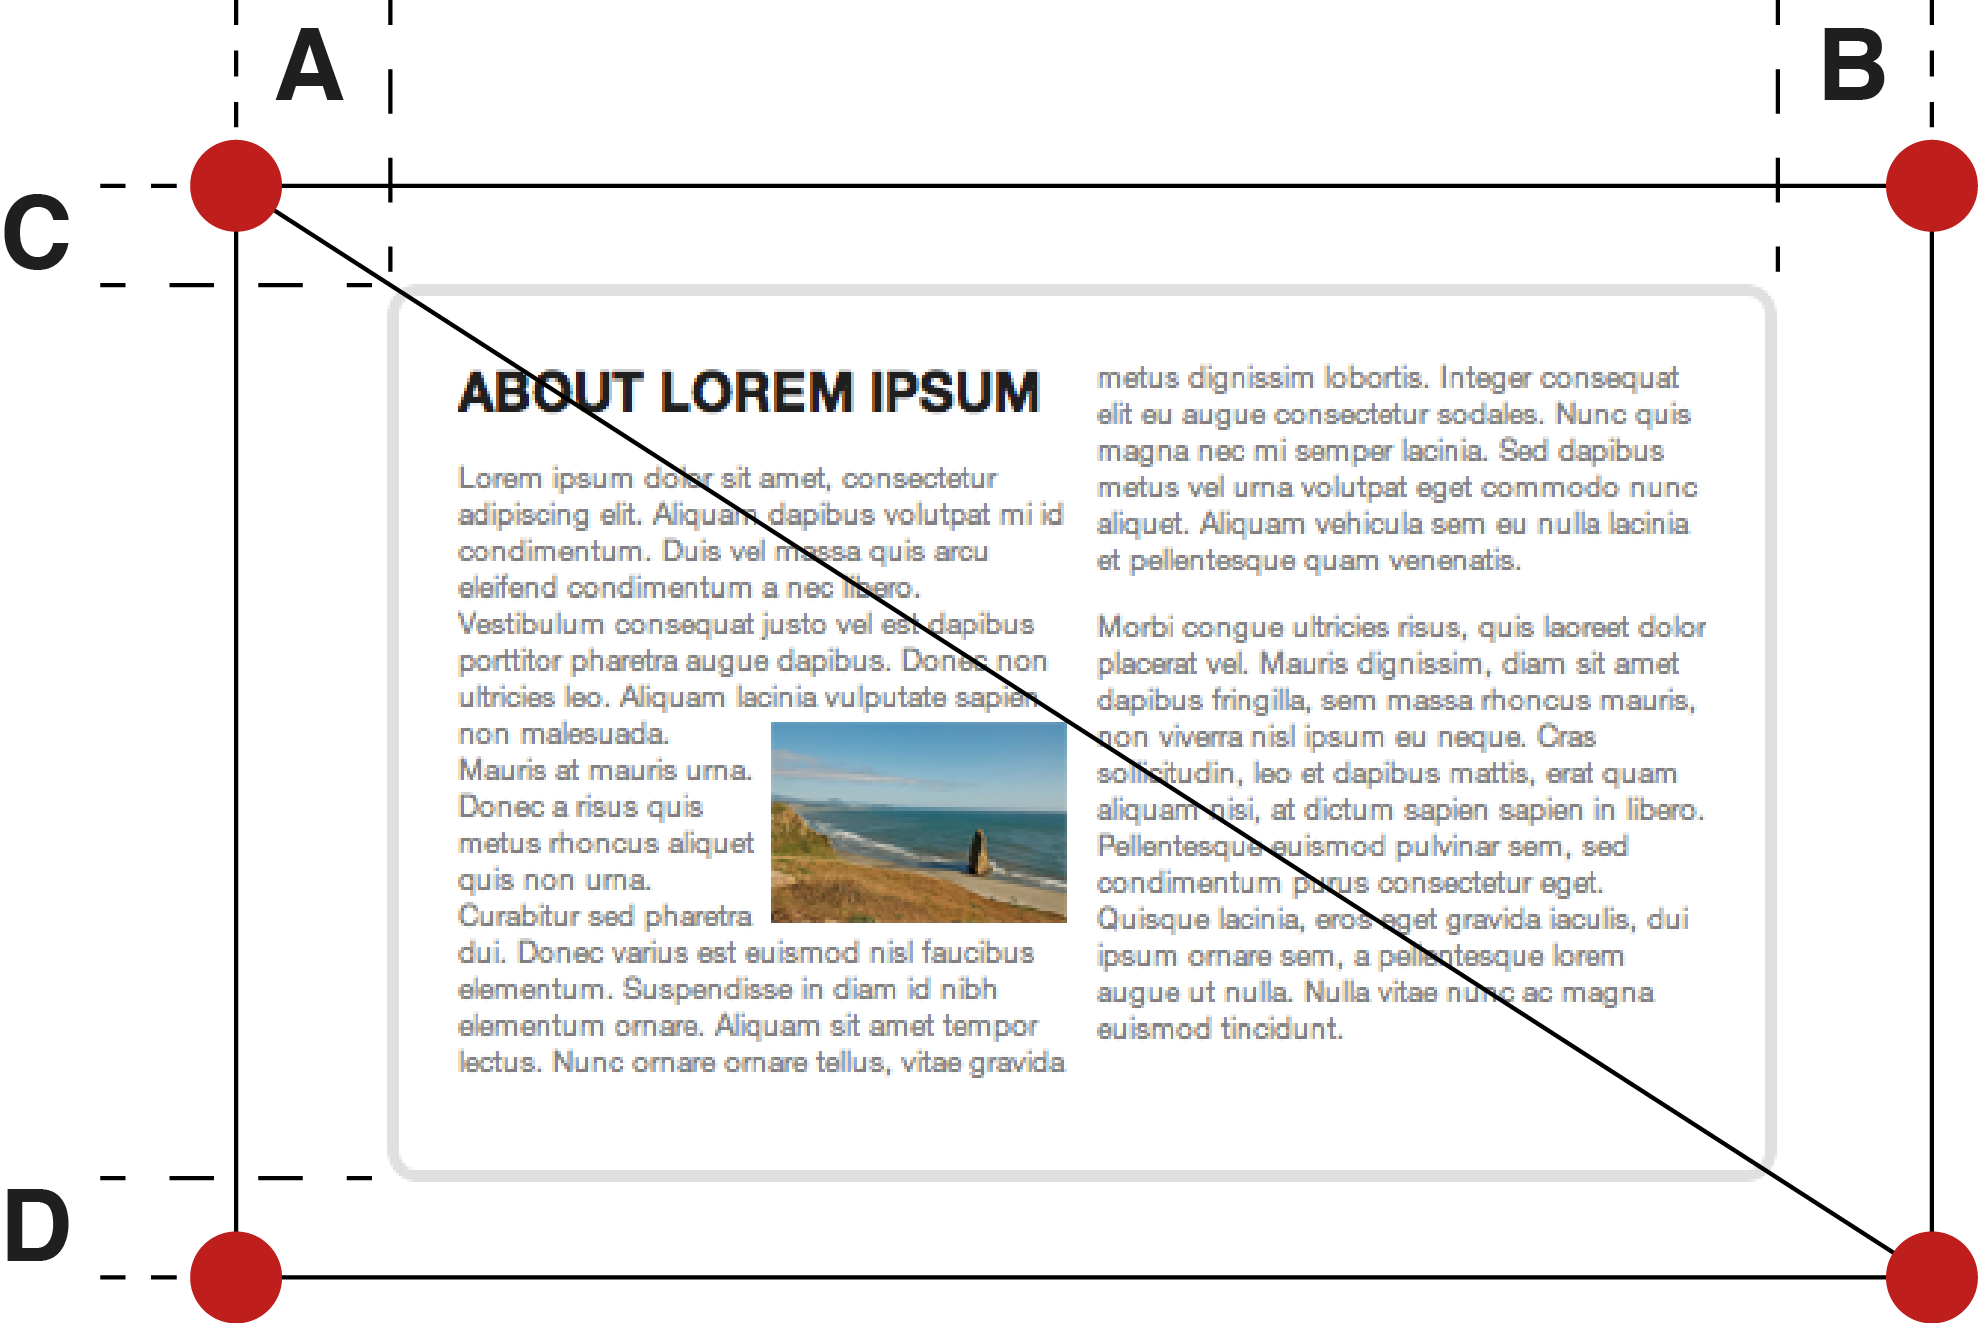 A
B
C
D
ABOUT LOREM IPSUM
Lorem ipsum dolor sit amet, consectetur
adipiscing elit. Aliquam dapibus volutpat mi id
condimentum. Duis vel massa quis arcu
eleifend condimentum a nec libero.
Vestibulum consequat justo vel est dapibus
porttitor pharetra augue dapibus. Donec non
ultricies leo. Aliquam lacinia vulputate sapien
non malesuada.
Mauris at mauris urna.
Donec a risus quis
metus rhoncus aliquet
quis non urna.
Curabitur sed pharetra
dui. Donec varius est euismod nisl faucibus
elementum. Suspendisse in diam id nibh
elementum ornare. Aliquam sit amet tempor
lectus. Nunc ornare ornare tellus, vitae gravida
metus dignissim lobortis. Integer consequat
elit eu augue consectetur sodales. Nunc quis
magna nec mi semper lacinia. Sed dapibus
metus vel urna volutpat eget commodo nunc
aliquet. Aliquam vehicula sem eu nulla lacinia
et pellentesque quam venenatis.
Morbi congue ultricies risus, quis laoreet dolor
placerat vel. Mauris dignissim, diam sit amet
dapibus fringilla, sem massa rhoncus mauris,
non viverra nisl ipsum eu neque. Cras
sollicitudin, leo et dapibus mattis, erat quam
aliquam nisi, at dictum sapien sapien in libero.
Pellentesque euismod pulvinar sem, sed
condimentum purus consectetur eget.
Quisque lacinia, eros eget gravida iaculis, dui
ipsum ornare sem, a pellentesque lorem
augue ut nulla. Nulla vitae nunc ac magna
euismod tincidunt.